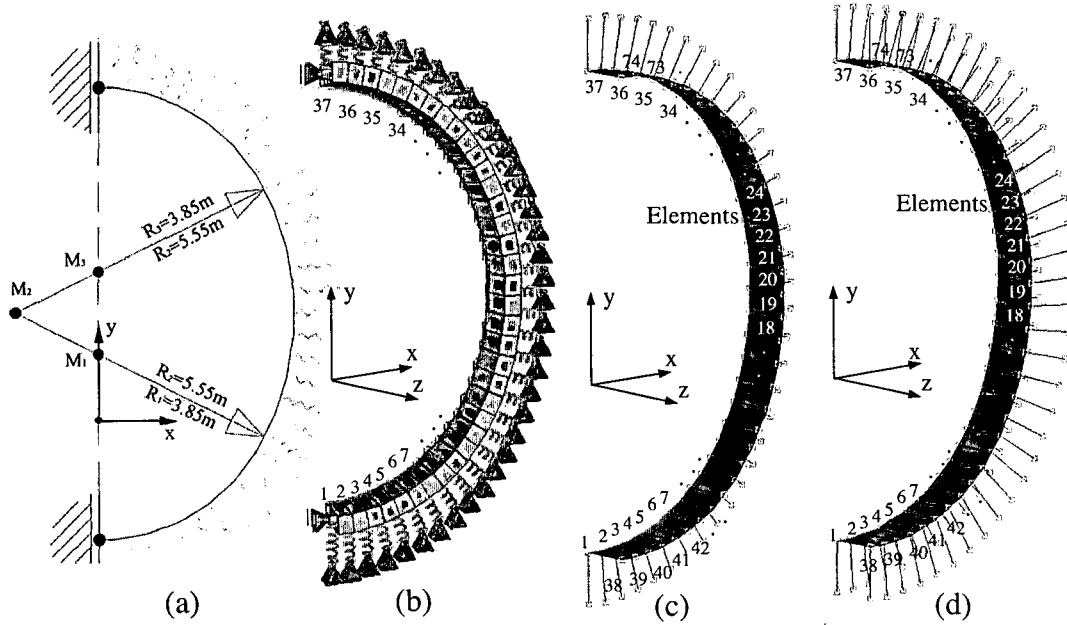 R₃=3.85m
R₂=5.55m
M₃
M₂
M₁
y
x
R₂=5.55m
R₁=3.85m
(a)
37 36 35 34
y
x
z
1 2 3 4 5 6 7
(b)
74 73
37 36 35 34
Elements
24
23
22
21
20
19
18
y
x
z
1 2 3 4 5 6 7
38 39 40 41 42
(c)
74 73
37 36 35 34
Elements
24
23
22
21
20
19
18
y
x
z
1 2 3 4 5 6 7
38 39 40 41 42
(d)